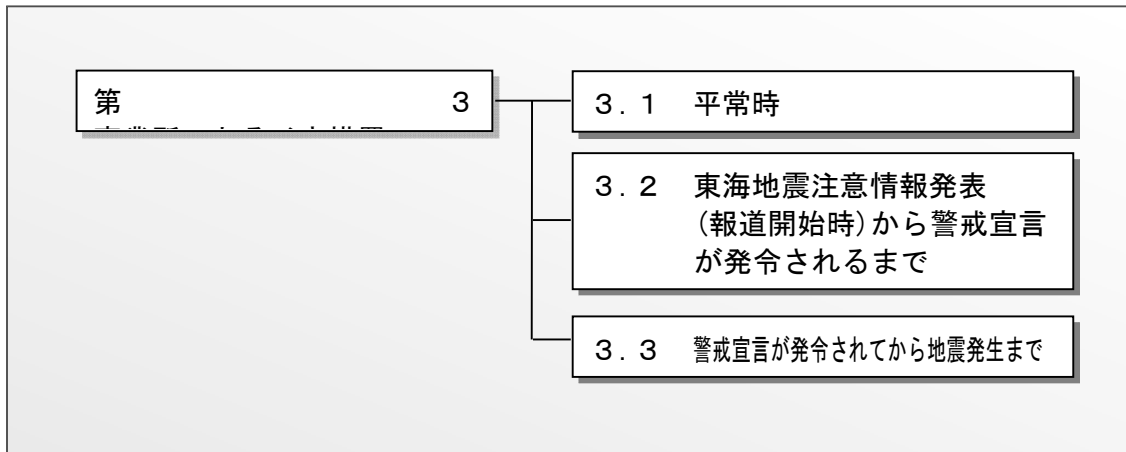 第 3
3.1 平常時
3.2 東海地震注意情報発表
(報道開始時)から警戒宣言
が発令されるまで
3.3 警戒宣言が発令されてから地震発生まで